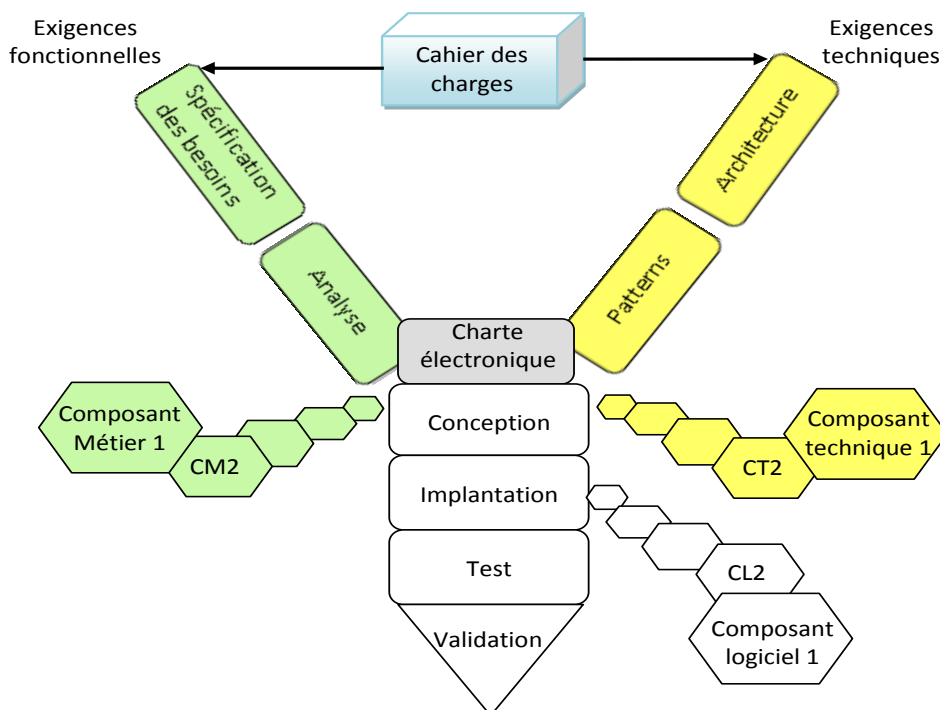 Exigences
fonctionnelles
Cahier des
charges
Exigences
techniques
Spécification
des besoins
Architecture
Analyse
Patterns
Charte
électronique
Composant
Métier 1
CM2
Conception
Composant
technique 1
CT2
Implantation
Test
CL2
Composant
logiciel 1
Validation